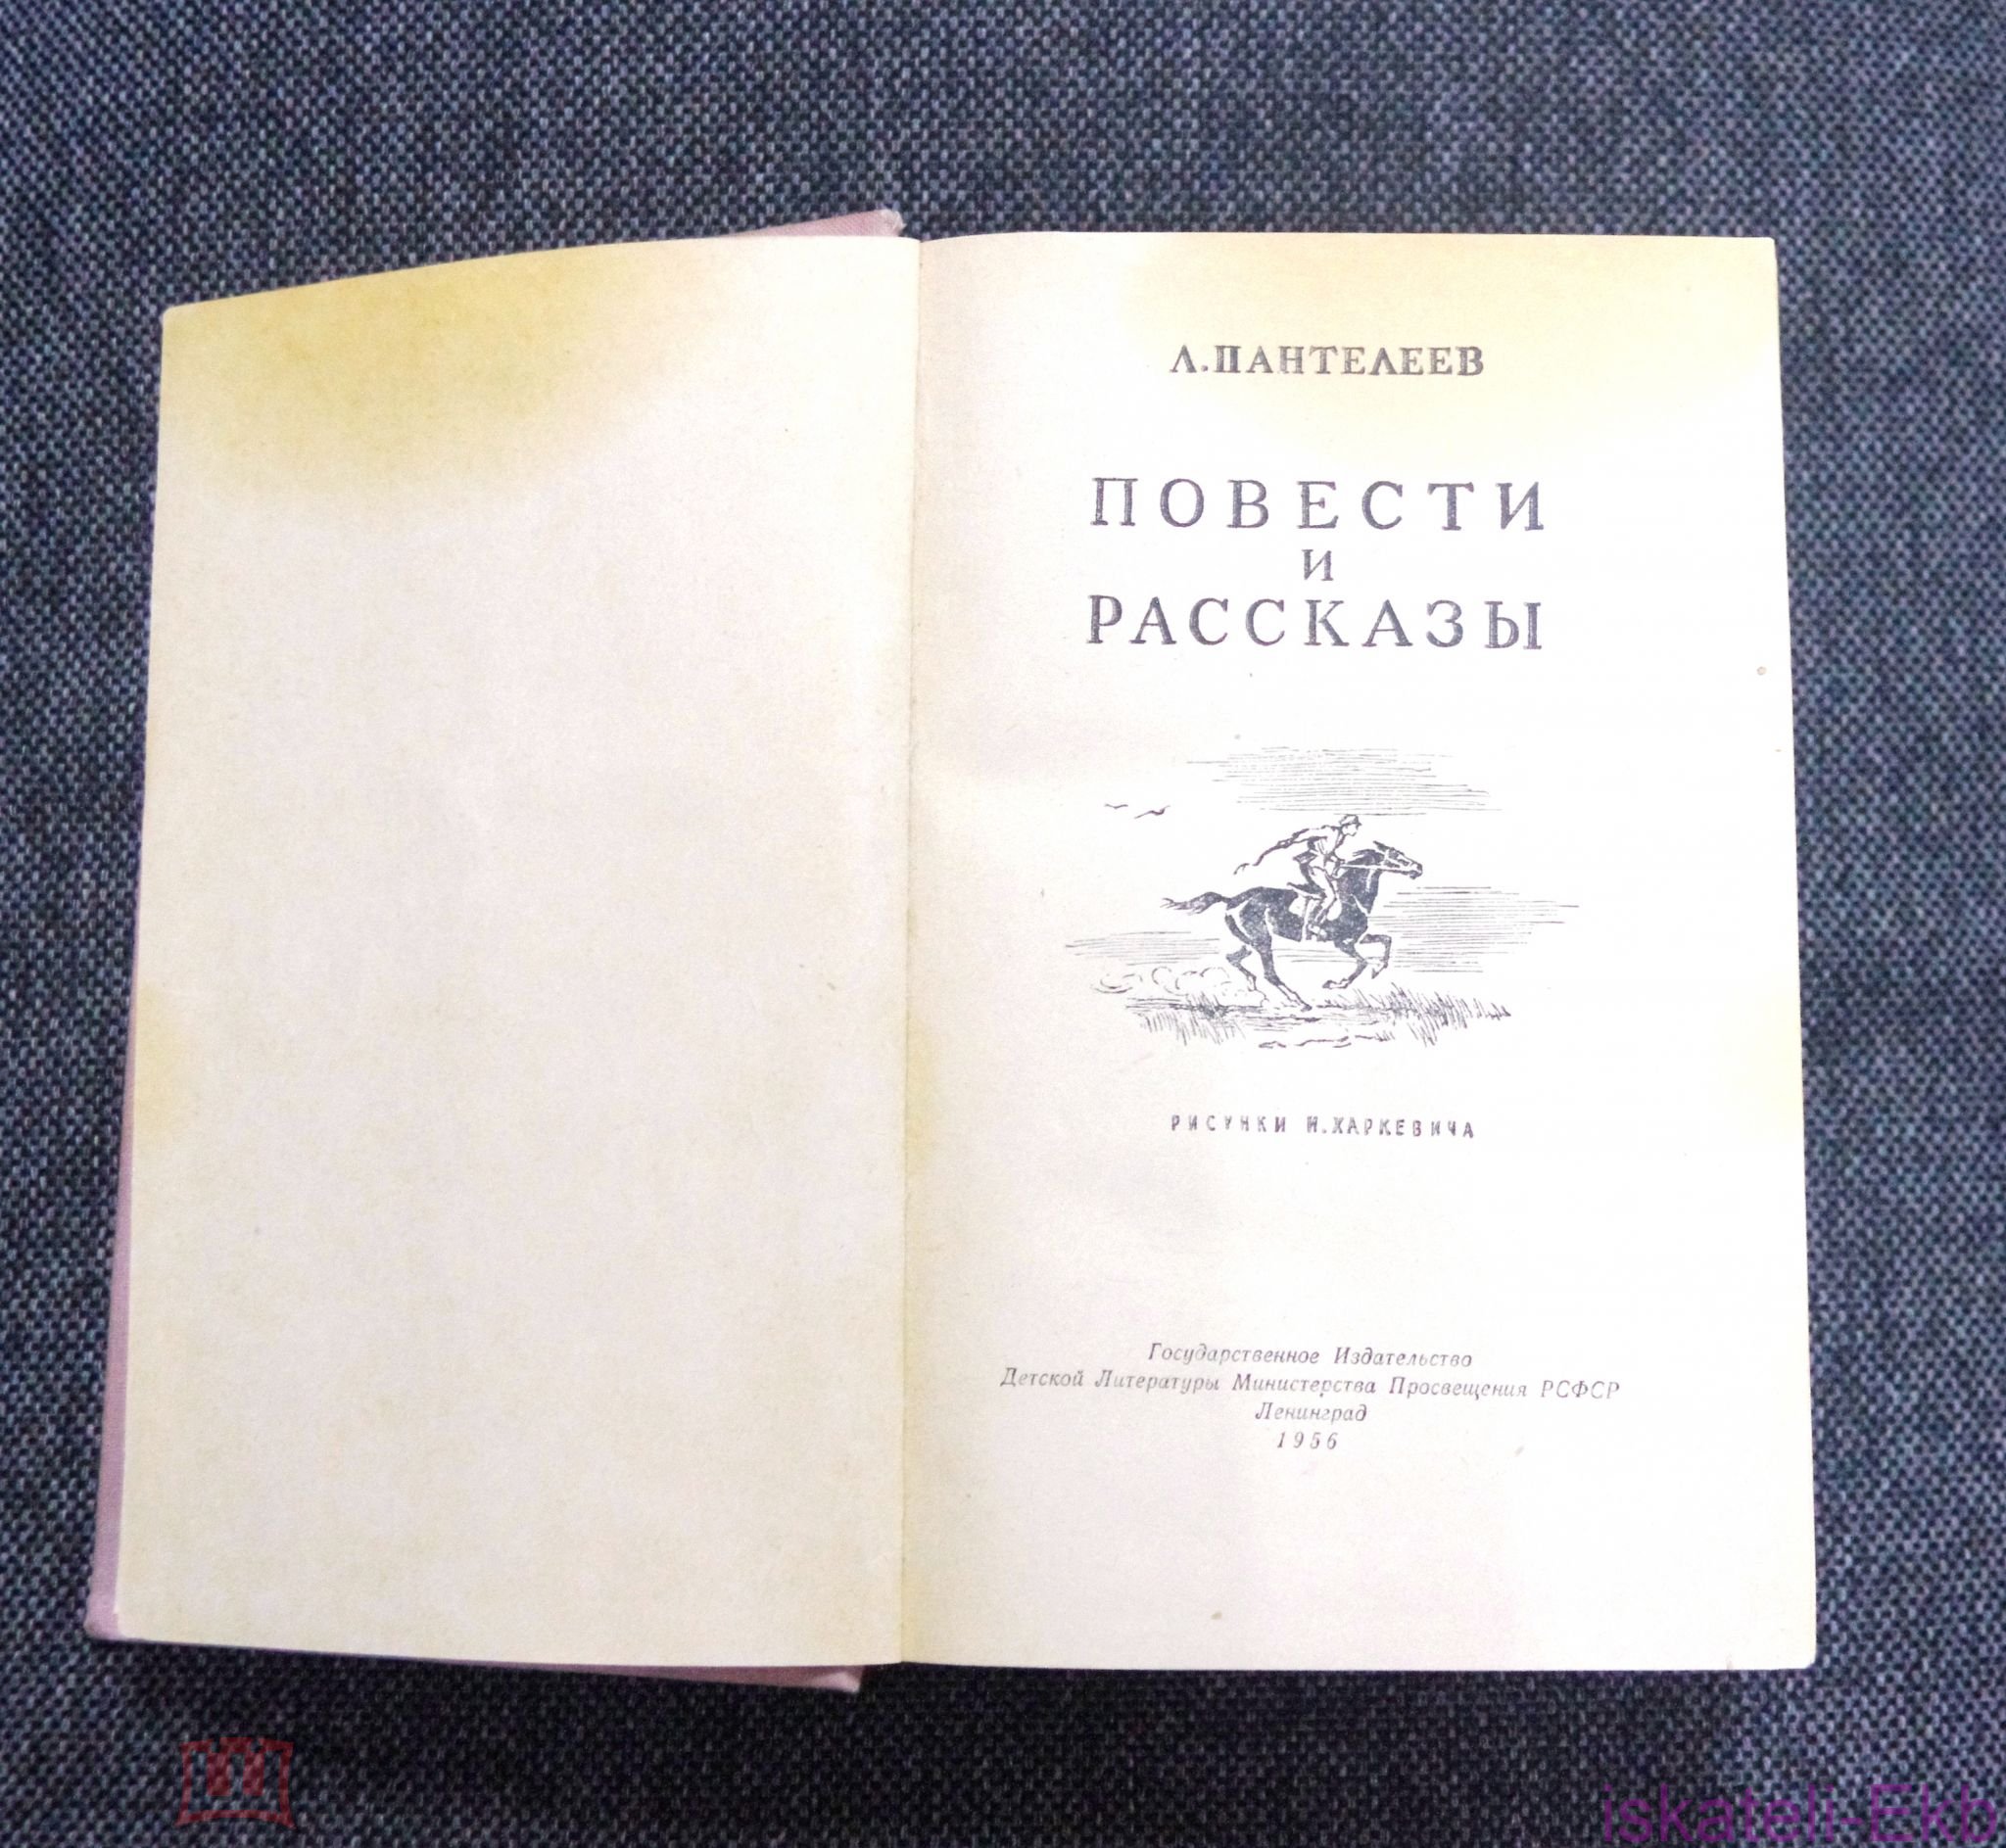 Л.ПАНТЕЛЕЕВ
ПОВЕСТИ
И
РАССКАЗЫ
РИСУНКИ И.ХАРКЕВИЧА
Государственное Издательство
Детской Литературы Министерства Просвещения РСФСР
Ленинград
1956
iskateli-Ekb